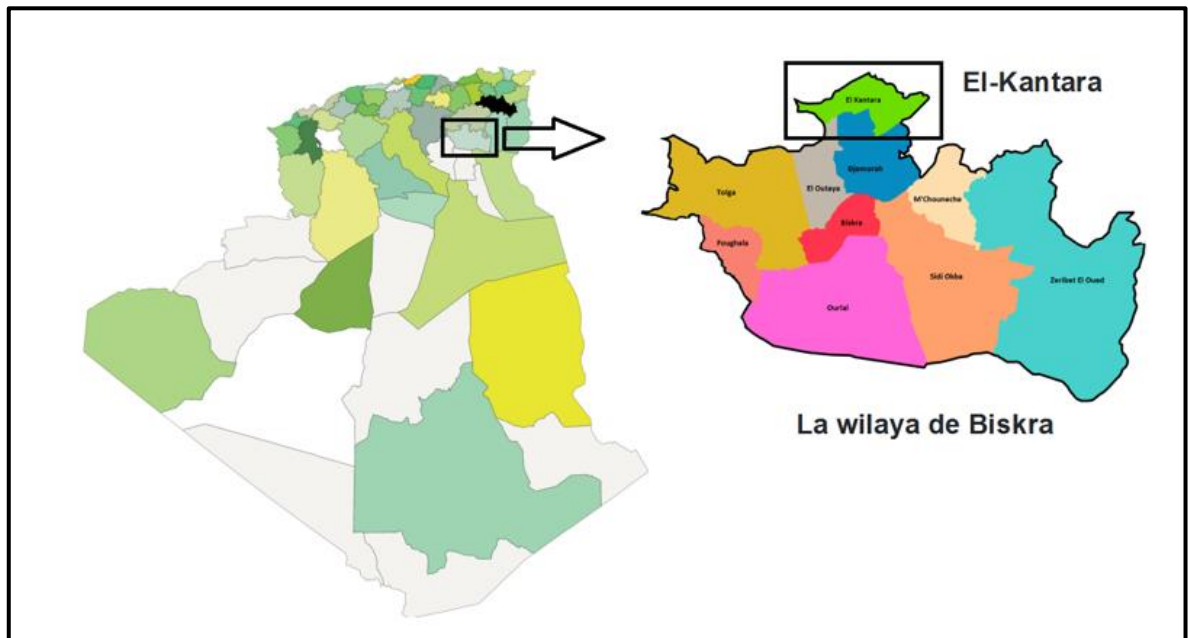 El-Kantara
El Kantara
Djemorah
El Outaya
Tolga
M'Chouneche
Biskra
Foughala
Sidi Okba
Zeribet El Oued
Ourlal
La wilaya de Biskra